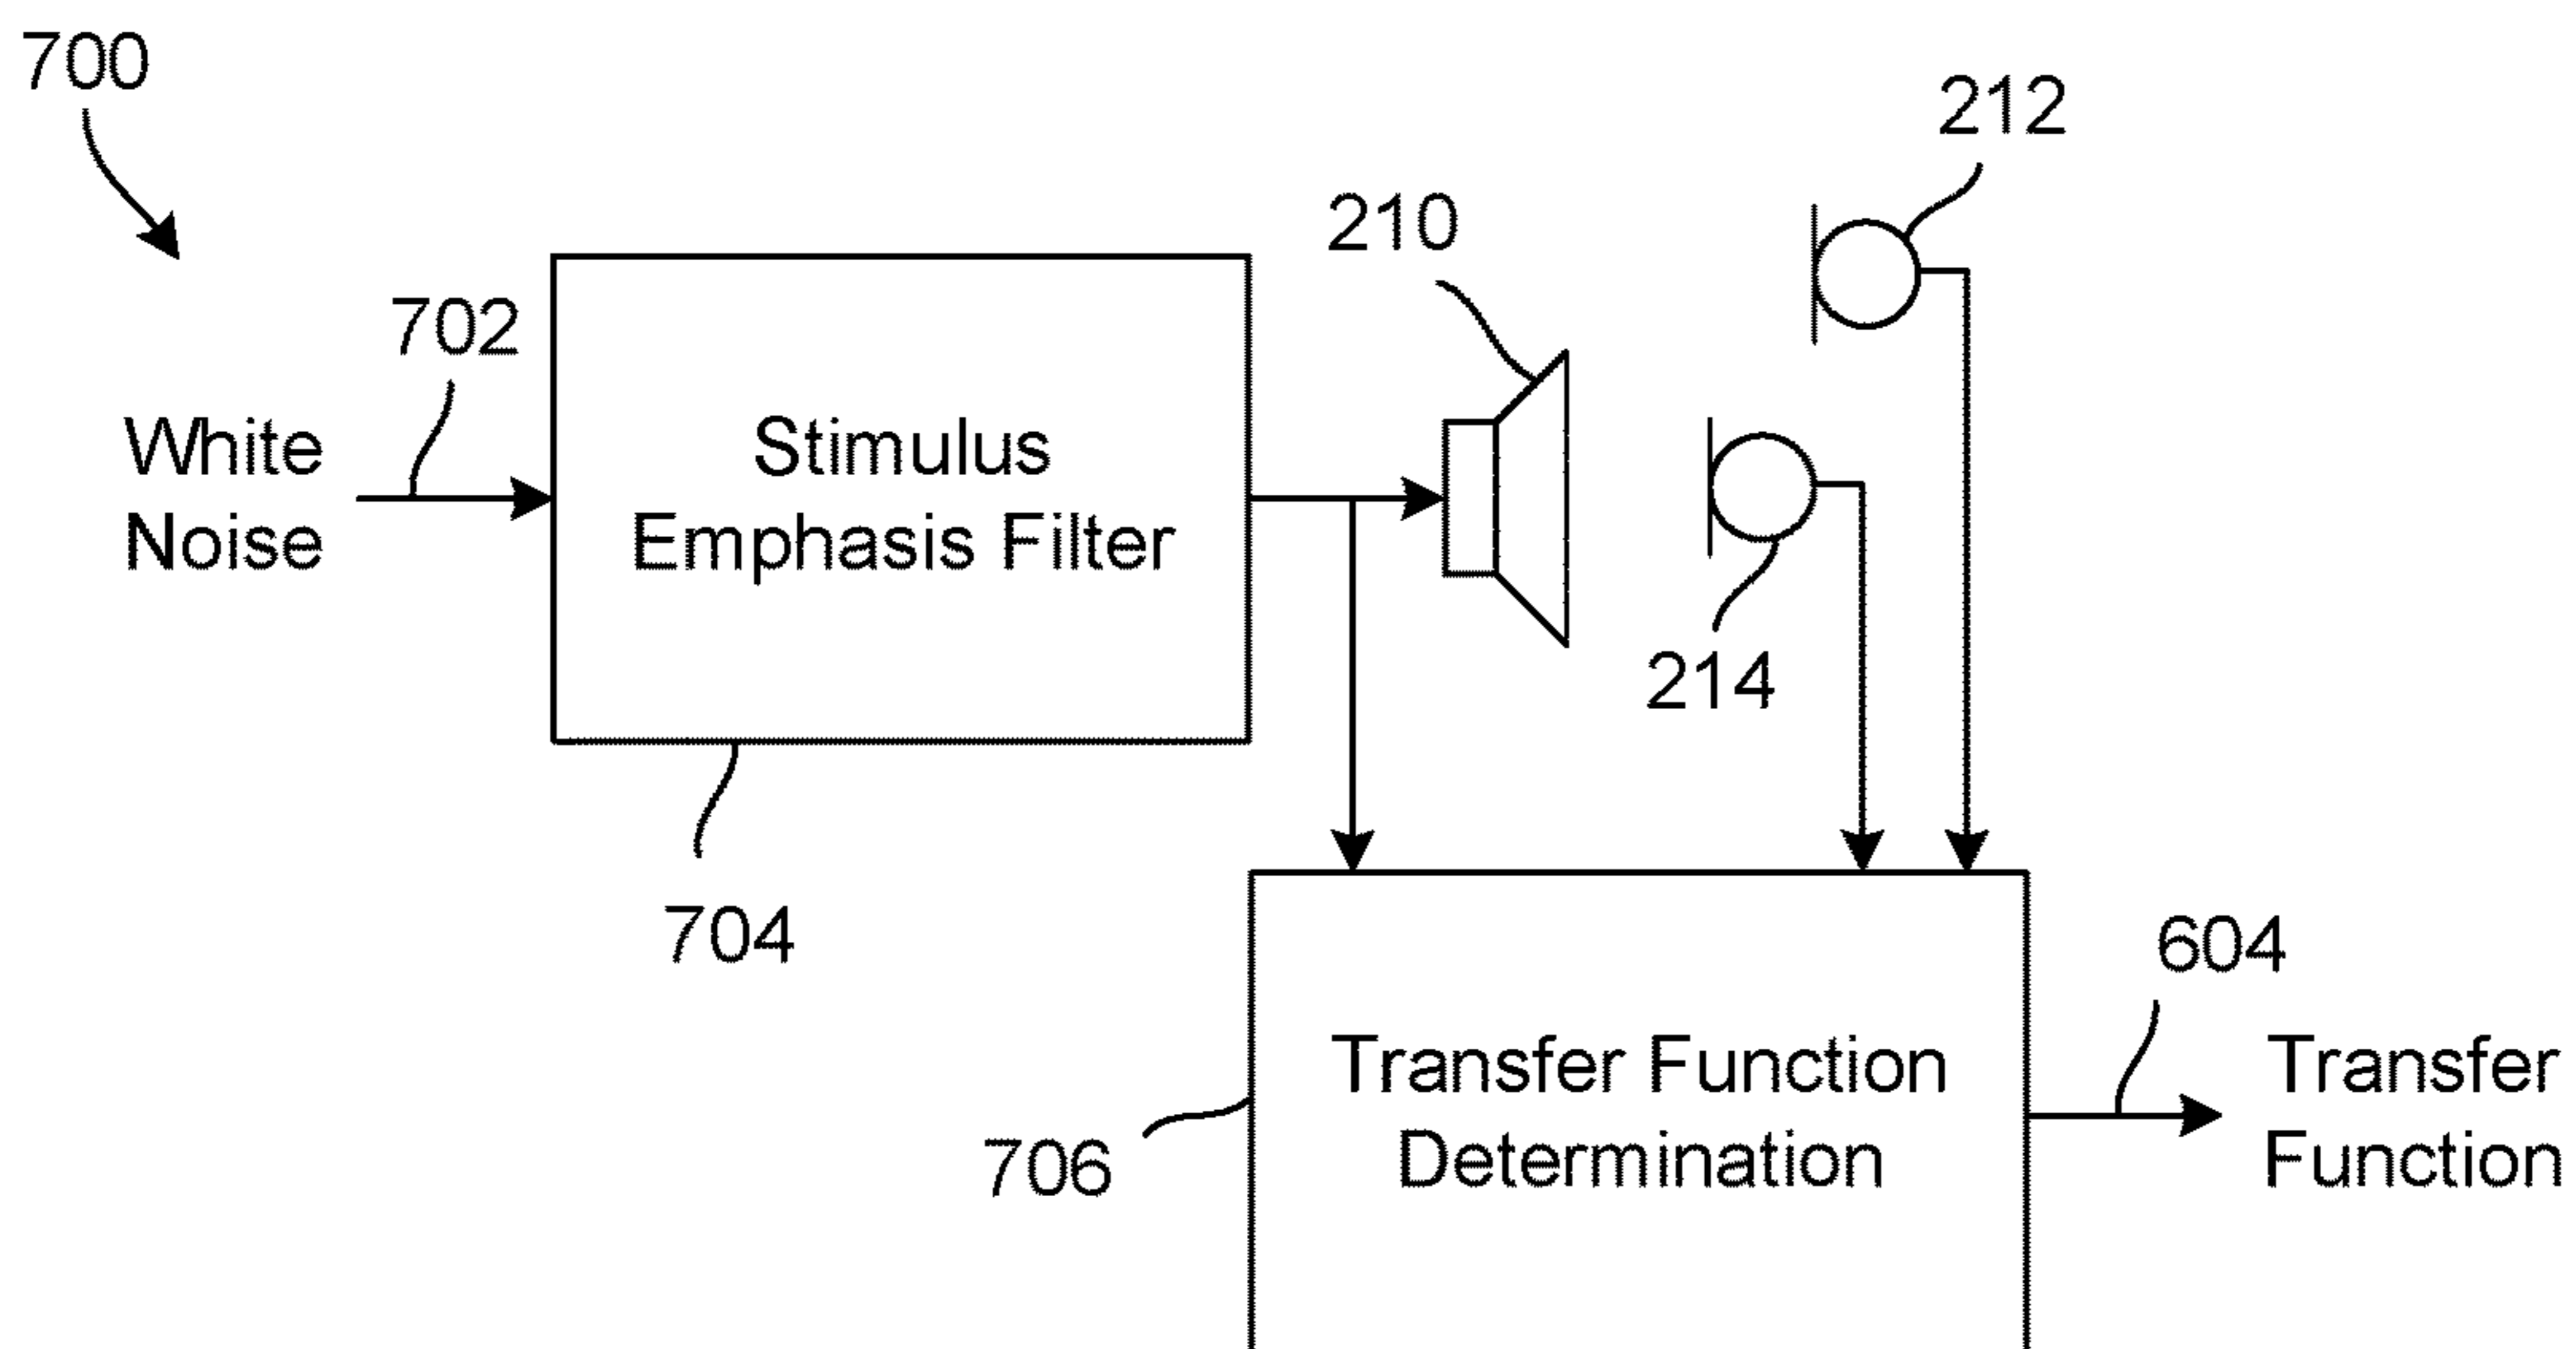 700
212
210
702
White
Noise
Stimulus
Emphasis Filter
214
704
604
Transfer Function
Determination
Transfer
Function
706